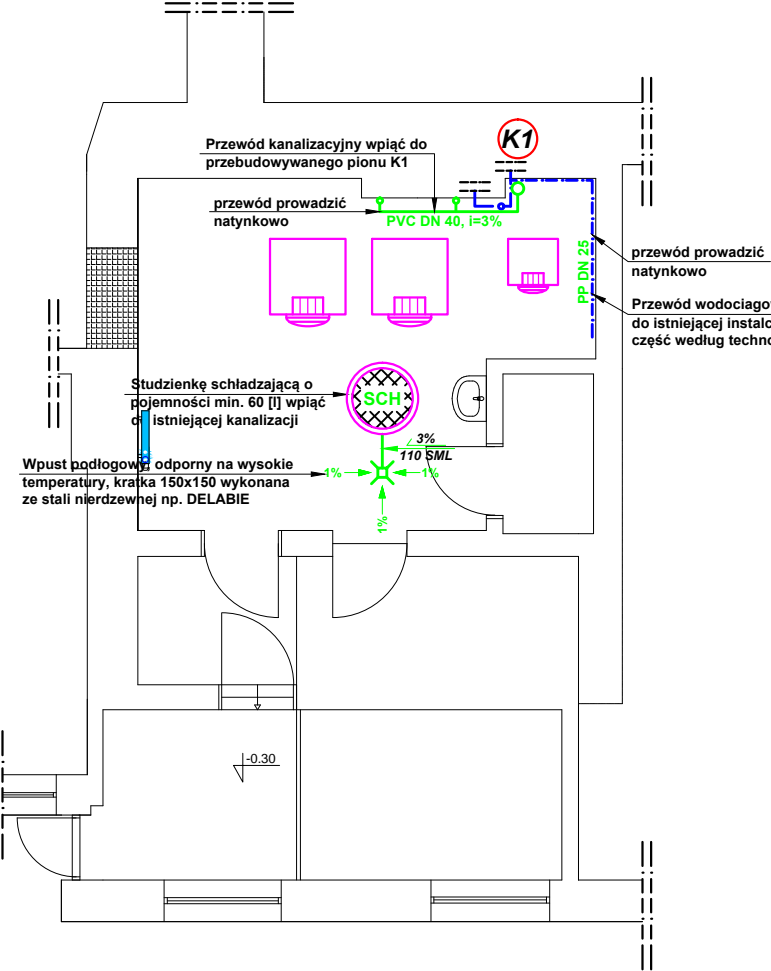 K1
Przewód kanalizacyjny wpiąć do
przebudowywanego pionu K1
przewód prowadzić
natynkowo
PVC DN 40, i=3%
PP DN 25
przewód prowadzić
natynkowo
Przewód
do istniejącej
część według
Studzienkę schładzającą o
pojemności min. 60 [l] wpiąć
do istniejącej kanalizacji
SCH
3%
110 SML
Wpust podłogowy odporny na wysokie
temperatury, kratka 150x150 wykonana
ze stali nierdzewnej np. DELABIE
1%
1%
1%
-0.30